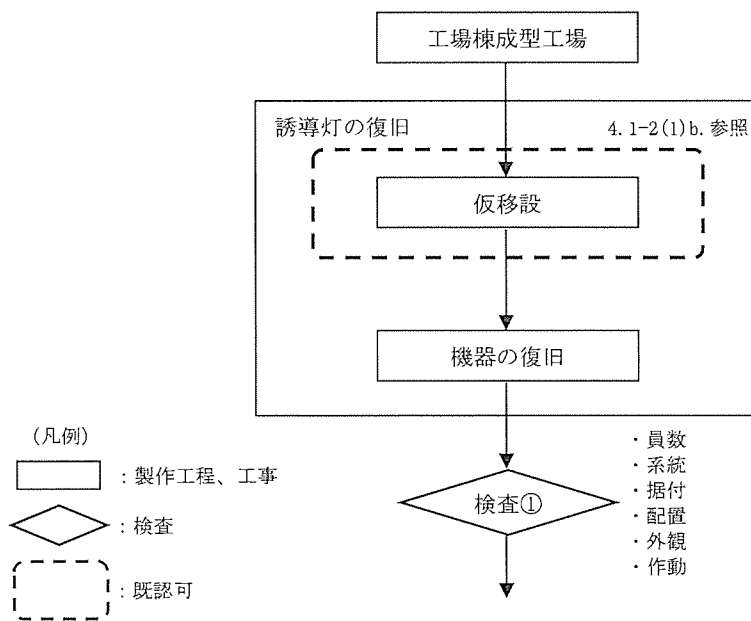 工場棟成型工場
誘導灯の復旧
4.1-2(1)b.参照
仮移設
機器の復旧
(凡例)
：製作工程、工事
：検査
：既認可
検査①
・員数
・系統
・据付
・配置
・外観
・作動